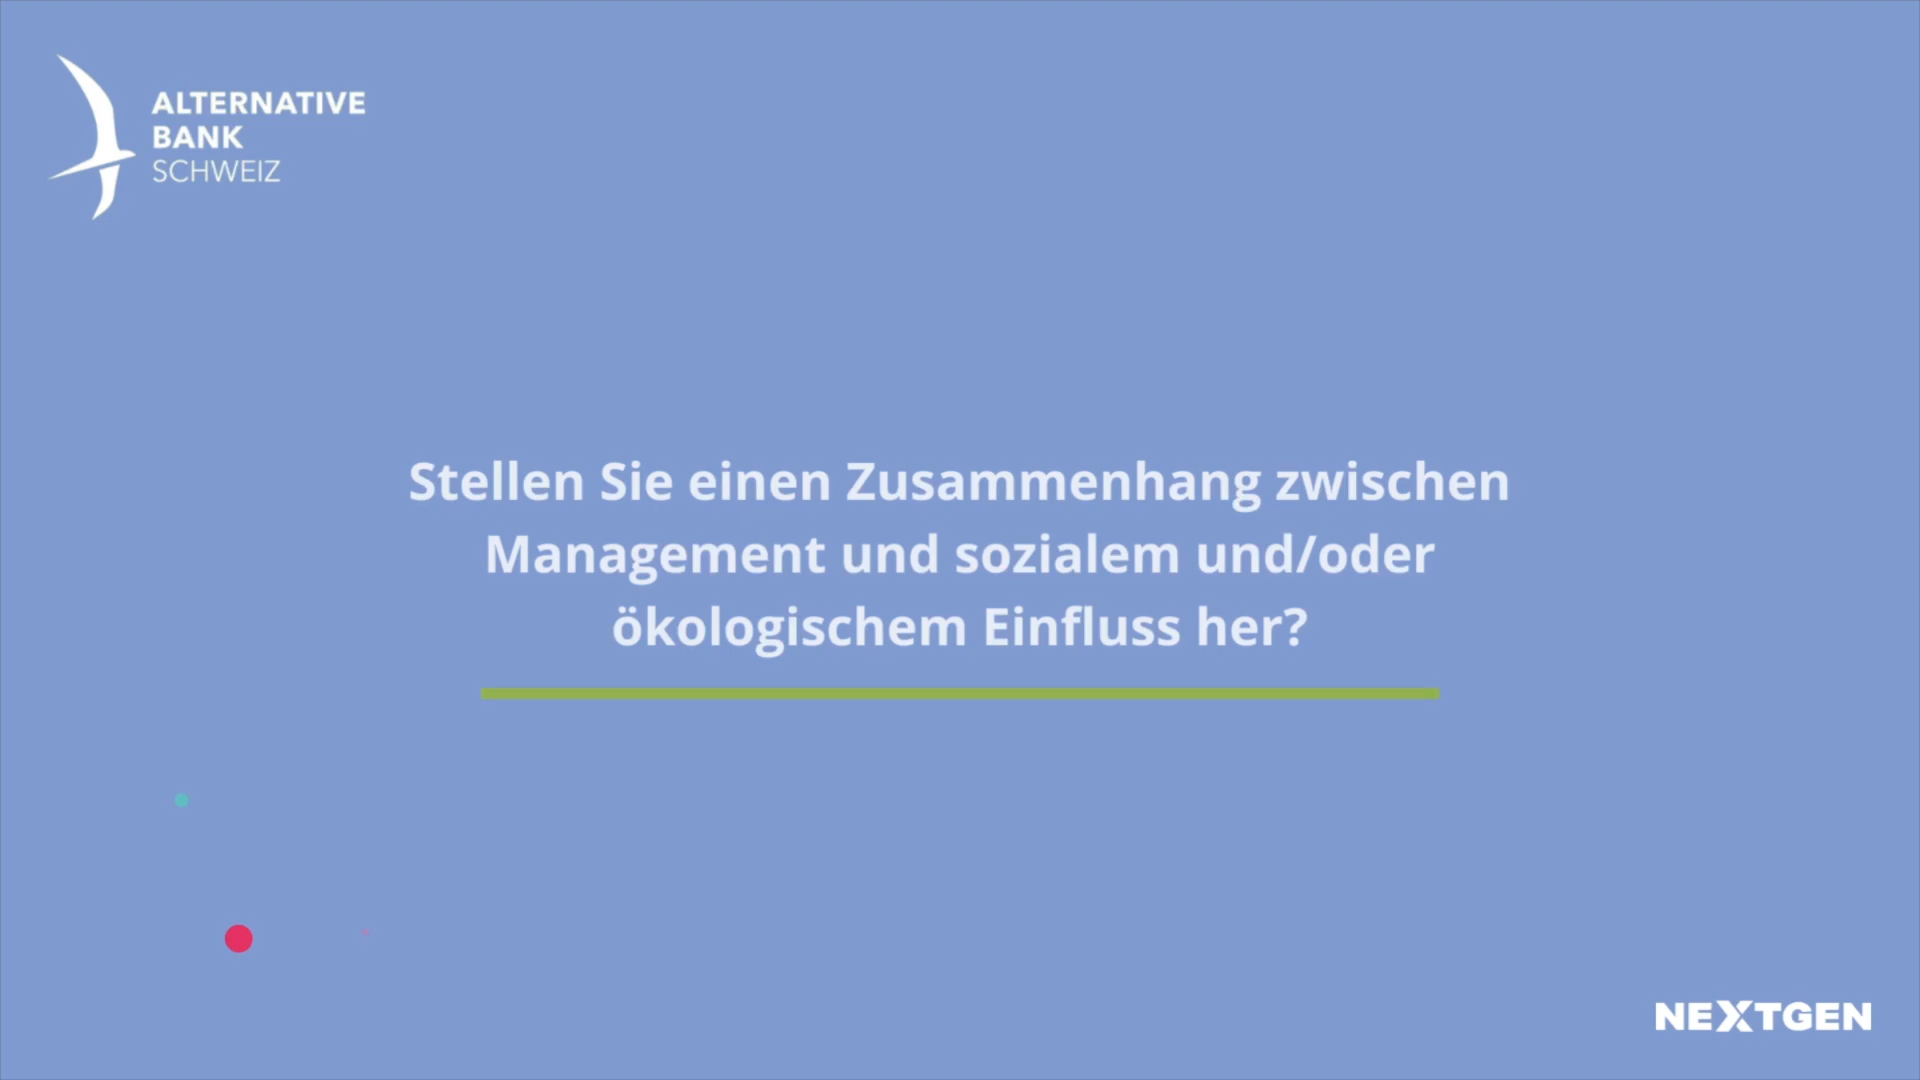 ALTERNATIVE
BANK
SCHWEIZ
Stellen Sie einen Zusammenhang zwischen
Management und sozialem und/oder
ökologischem Einfluss her?
NEXTGEN